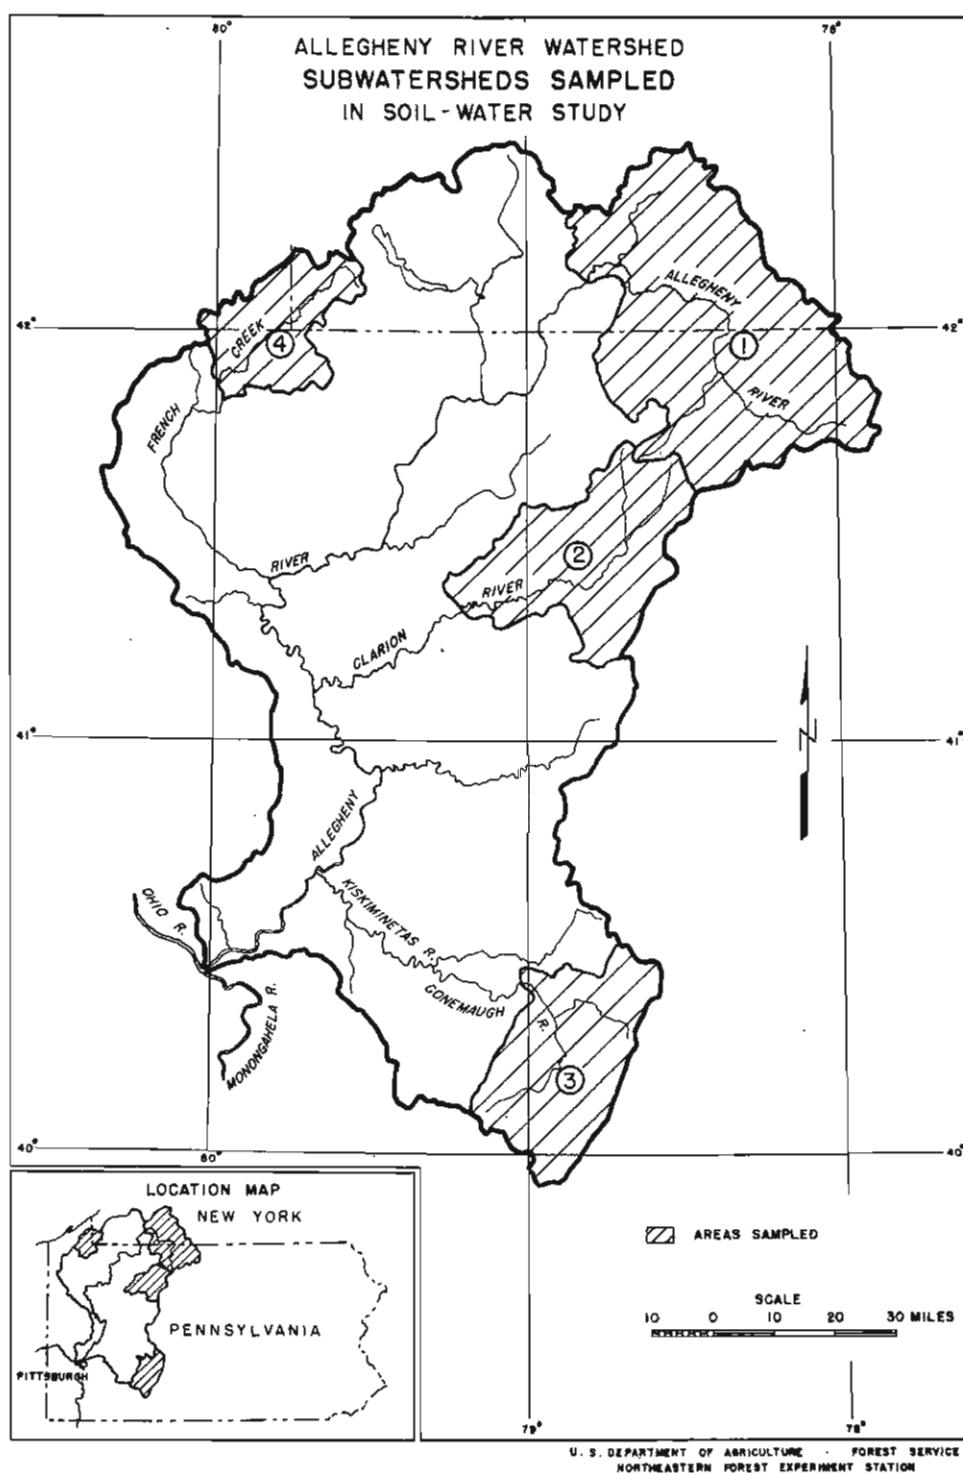 80°
78°
ALLEGHENY RIVER WATERSHED
SUBWATERSHEDS SAMPLED
IN SOIL-WATER STUDY
ALLEGHENY
RIVER
1
42°
42°
CREEK
4
FRENCH
RIVER
2
RIVER
CLARION
41°
41°
N
ALLEGHENY
OHIO R.
KISKIMINETAS R.
CONEMAUGH
R.
MONONGAHELA R.
3
40°
40°
80°
LOCATION MAP
NEW YORK
PENNSYLVANIA
PITTSBURGH
AREAS SAMPLED
SCALE
10 0 10 20 30 MILES
79°
78°
U. S. DEPARTMENT OF AGRICULTURE - FOREST SERVICE
NORTHEASTERN FOREST EXPERIMENT STATION